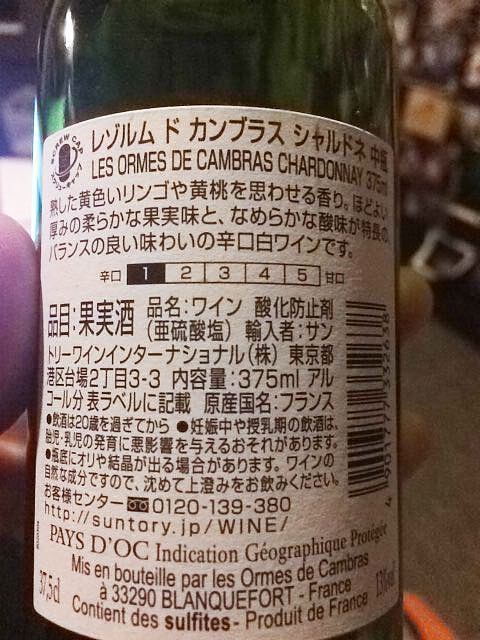 SCREW CAP
レゾルム ド カンブラス シャルドネ 中瓶
LES ORMES DE CAMBRAS CHARDONNAY 375ml
熟した黄色いリンゴや黄桃を思わせる香り。ほどよい
厚みの柔らかな果実味と、なめらかな酸味が特長の
バランスの良い味わいの辛口白ワインです。
辛口 1 2 3 4 5 甘口
品目:果実酒 品名:ワイン 酸化防止剤
(亜硫酸塩) 輸入者:サン
トリーワインインターナショナル(株) 東京都
港区台場2丁目3-3 内容量:375ml アル
コール分 表ラベルに記載 原産国名:フランス
●飲酒は20歳を過ぎてから ●妊娠中や授乳期の飲酒は、
胎児・乳児の発育に悪影響を与えるおそれがあります。
●瓶底にオリや結晶が出る場合があります。ワインの
自然な成分ですので、沈めて上澄みをお飲みください。
お客様センター 0120-139-380
http://suntory.jp/WINE/
4 901777 332638
PAYS D'OC Indication Géographique Protégée
Mis en bouteille par les Ormes de Cambras
à 33290 BLANQUEFORT - France
37,5cl
13%vol
Contient des sulfites - Produit de France